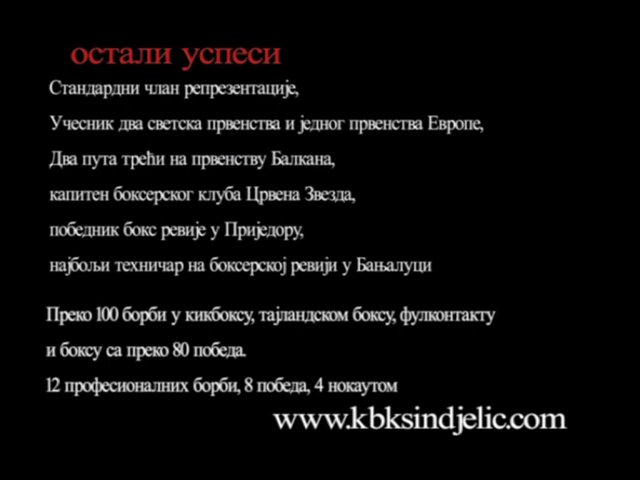 остали успеси
Стандардни члан репрезентације,
Учесник два светска првенства и једног првенства Европе,
Два пута трећи на првенству Балкана,
капитен боксерског клуба Црвена Звезда,
победник бокс ревије у Приједору,
најбољи техничар на боксерској ревији у Бањалуци
Преко 100 борби у кикбоксу, тајландском боксу, фулконтакту
и боксу са преко 80 победа.
12 професионалних борби, 8 победа, 4 нокаутом
www.kbksindjelic.com